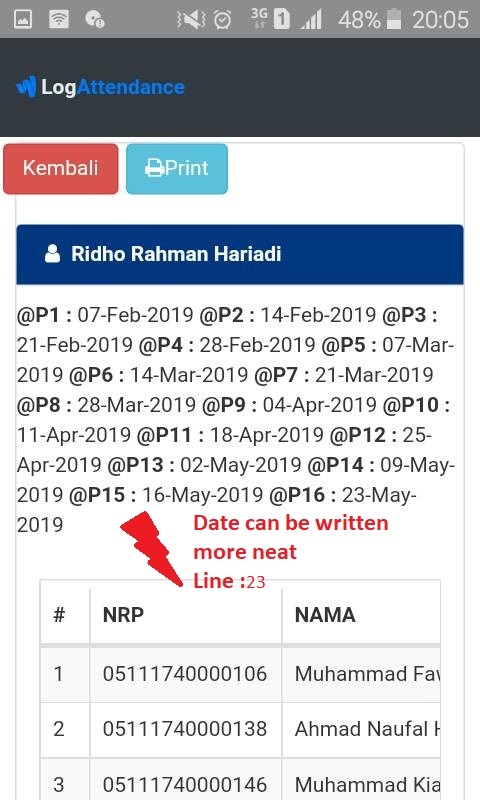 3G 1 48% 20:05
LogAttendance
Kembali Print
Ridho Rahman Hariadi
@P1 : 07-Feb-2019 @P2 : 14-Feb-2019 @P3 :
21-Feb-2019 @P4 : 28-Feb-2019 @P5 : 07-Mar-
2019 @P6 : 14-Mar-2019 @P7 : 21-Mar-2019
@P8 : 28-Mar-2019 @P9 : 04-Apr-2019 @P10 :
11-Apr-2019 @P11 : 18-Apr-2019 @P12 : 25-
Apr-2019 @P13 : 02-May-2019 @P14 : 09-May-
2019 @P15 : 16-May-2019 @P16 : 23-May-
2019
Date can be written
more neat
Line :23
# NRP NAMA
1 05111740000106 Muhammad
2 05111740000138 Ahmad Naufal
3 05111740000146 Muhammad